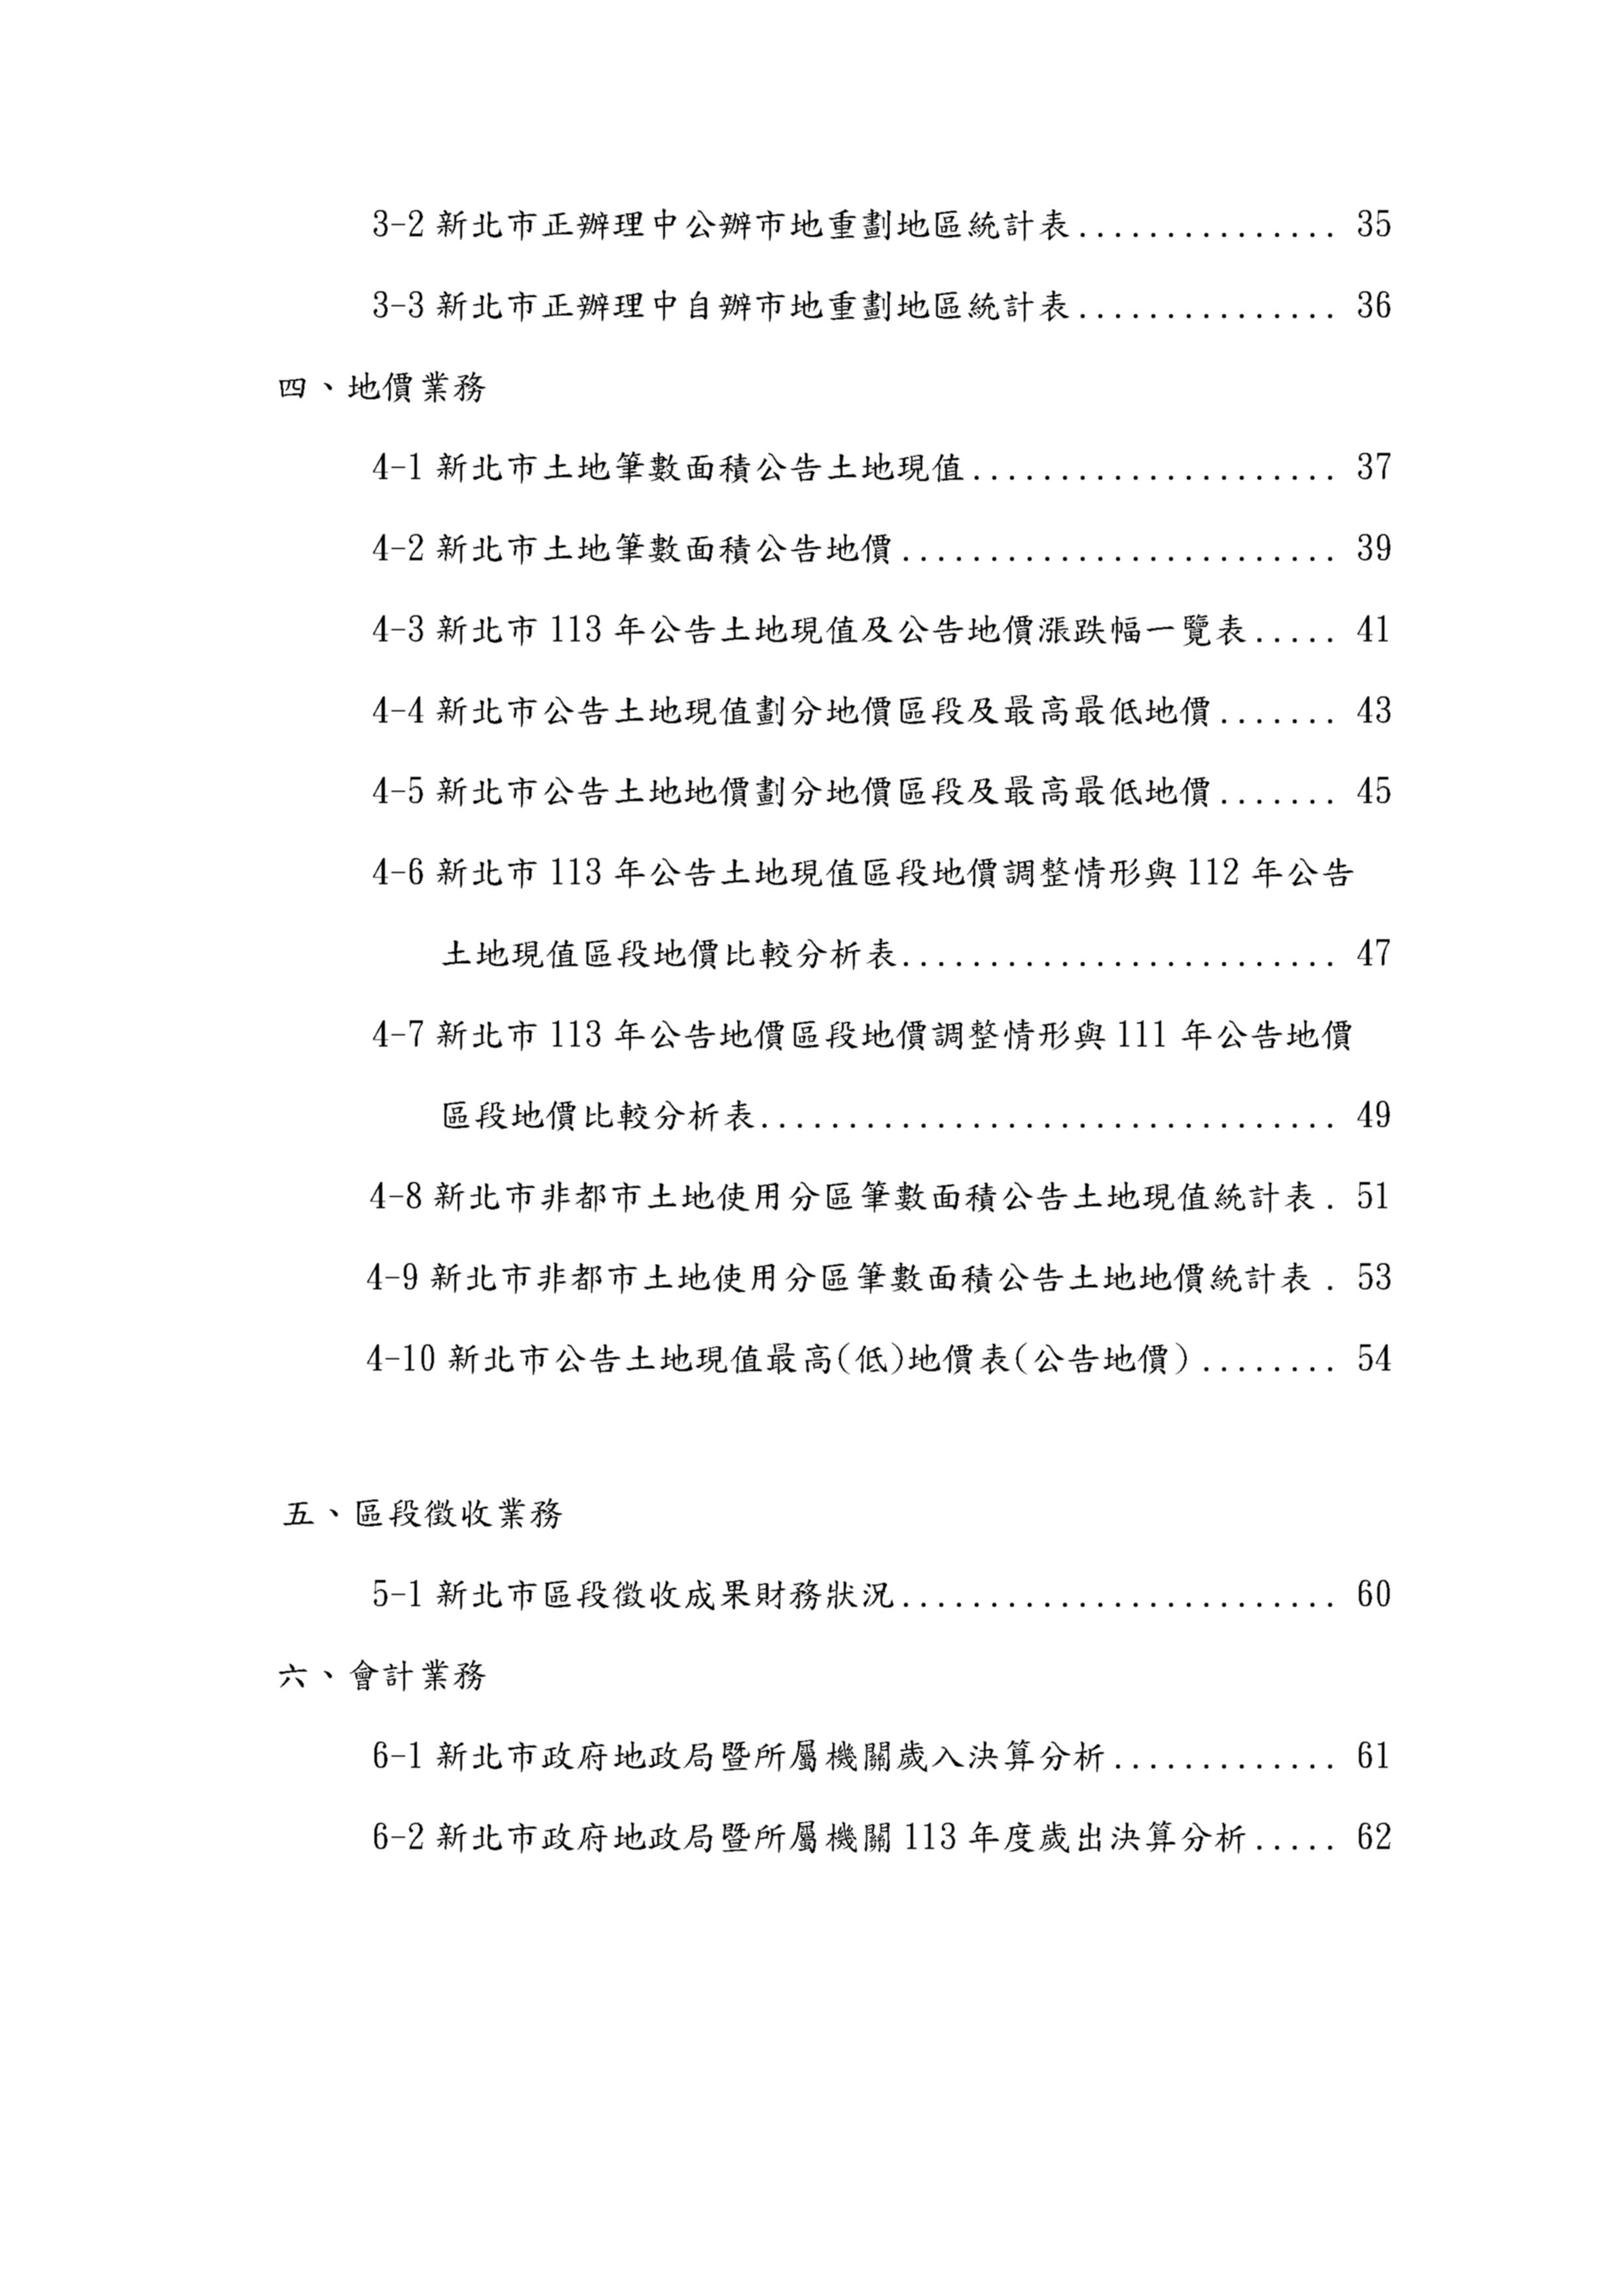 3-2 新北市正辦理中公辦市地重劃地區統計表............... 35
3-3 新北市正辦理中自辦市地重劃地區統計表............... 36
四、地價業務
4-1 新北市土地筆數面積公告土地現值..................... 37
4-2 新北市土地筆數面積公告地價......................... 39
4-3 新北市 113 年公告土地現值及公告地價漲跌幅一覽表..... 41
4-4 新北市公告土地現值劃分地價區段及最高最低地價....... 43
4-5 新北市公告土地地價劃分地價區段及最高最低地價....... 45
4-6 新北市 113 年公告土地現值區段地價調整情形與 112 年公告
土地現值區段地價比較分析表......................... 47
4-7 新北市 113 年公告地價區段地價調整情形與 111 年公告地價
區段地價比較分析表................................. 49
4-8 新北市非都市土地使用分區筆數面積公告土地現值統計表. 51
4-9 新北市非都市土地使用分區筆數面積公告土地地價統計表. 53
4-10 新北市公告土地現值最高(低)地價表(公告地價)........ 54
五、區段徵收業務
5-1 新北市區段徵收成果財務狀況......................... 60
六、會計業務
6-1 新北市政府地政局暨所屬機關歲入決算分析............. 61
6-2 新北市政府地政局暨所屬機關 113 年度歲出決算分析..... 62